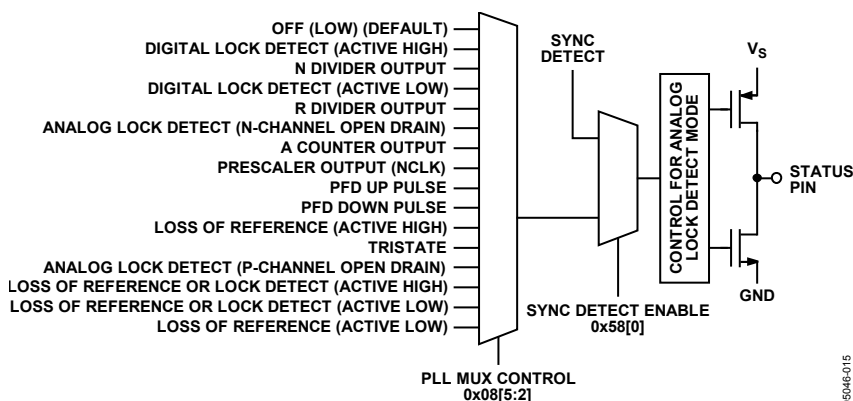 OFF (LOW) (DEFAULT)
DIGITAL LOCK DETECT (ACTIVE HIGH)
N DIVIDER OUTPUT
DIGITAL LOCK DETECT (ACTIVE LOW)
R DIVIDER OUTPUT
ANALOG LOCK DETECT (N-CHANNEL OPEN DRAIN)
A COUNTER OUTPUT
PRESCALER OUTPUT (NCLK)
PFD UP PULSE
PFD DOWN PULSE
LOSS OF REFERENCE (ACTIVE HIGH)
TRISTATE
ANALOG LOCK DETECT (P-CHANNEL OPEN DRAIN)
LOSS OF REFERENCE OR LOCK DETECT (ACTIVE HIGH)
LOSS OF REFERENCE OR LOCK DETECT (ACTIVE LOW)
LOSS OF REFERENCE (ACTIVE LOW)
PLL MUX CONTROL
0x08[5:2]
SYNC
DETECT
SYNC DETECT ENABLE
0x58[0]
CONTROL FOR ANALOG
LOCK DETECT MODE
VS
STATUS
PIN
GND
05046-015